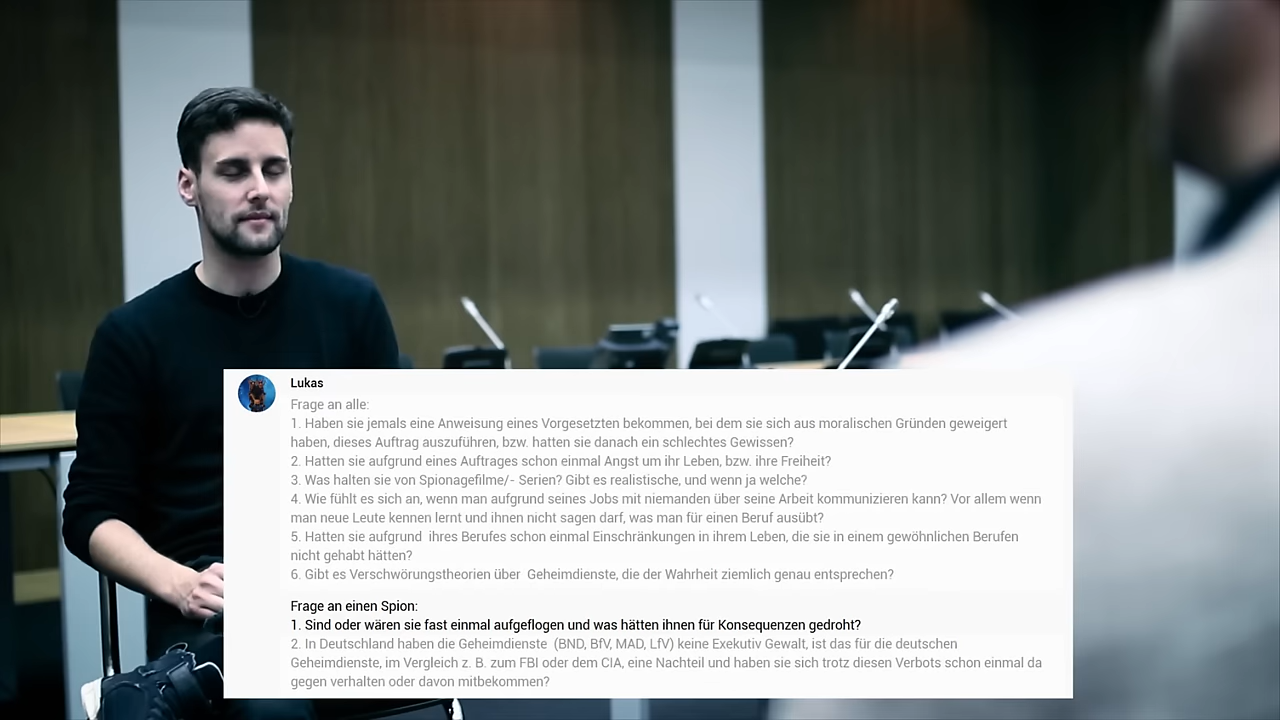 Lukas
Frage an alle:
1. Haben sie jemals eine Anweisung eines Vorgesetzten bekommen, bei dem sie sich aus moralischen Gründen geweigert
haben, dieses Auftrag auszuführen, bzw. hatten sie danach ein schlechtes Gewissen?
2. Hatten sie aufgrund eines Auftrages schon einmal Angst um ihr Leben, bzw. ihre Freiheit?
3. Was halten sie von Spionagefilme/- Serien? Gibt es realistische, und wenn ja welche?
4. Wie fühlt es sich an, wenn man aufgrund seines Jobs mit niemanden über seine Arbeit kommunizieren kann? Vor allem wenn
man neue Leute kennen lernt und ihnen nicht sagen darf, was man für einen Beruf ausübt?
5. Hatten sie aufgrund  ihres Berufes schon einmal Einschränkungen in ihrem Leben, die sie in einem gewöhnlichen Berufen
nicht gehabt hätten?
6. Gibt es Verschwörungstheorien über  Geheimdienste, die der Wahrheit ziemlich genau entsprechen?
Frage an einen Spion:
1. Sind oder wären sie fast einmal aufgeflogen und was hätten ihnen für Konsequenzen gedroht?
2. In Deutschland haben die Geheimdienste  (BND, BfV, MAD, LfV) keine Exekutiv Gewalt, ist das für die deutschen
Geheimdienste, im Vergleich z. B. zum FBI oder dem CIA, eine Nachteil und haben sie sich trotz diesen Verbots schon einmal da
gegen verhalten oder davon mitbekommen?